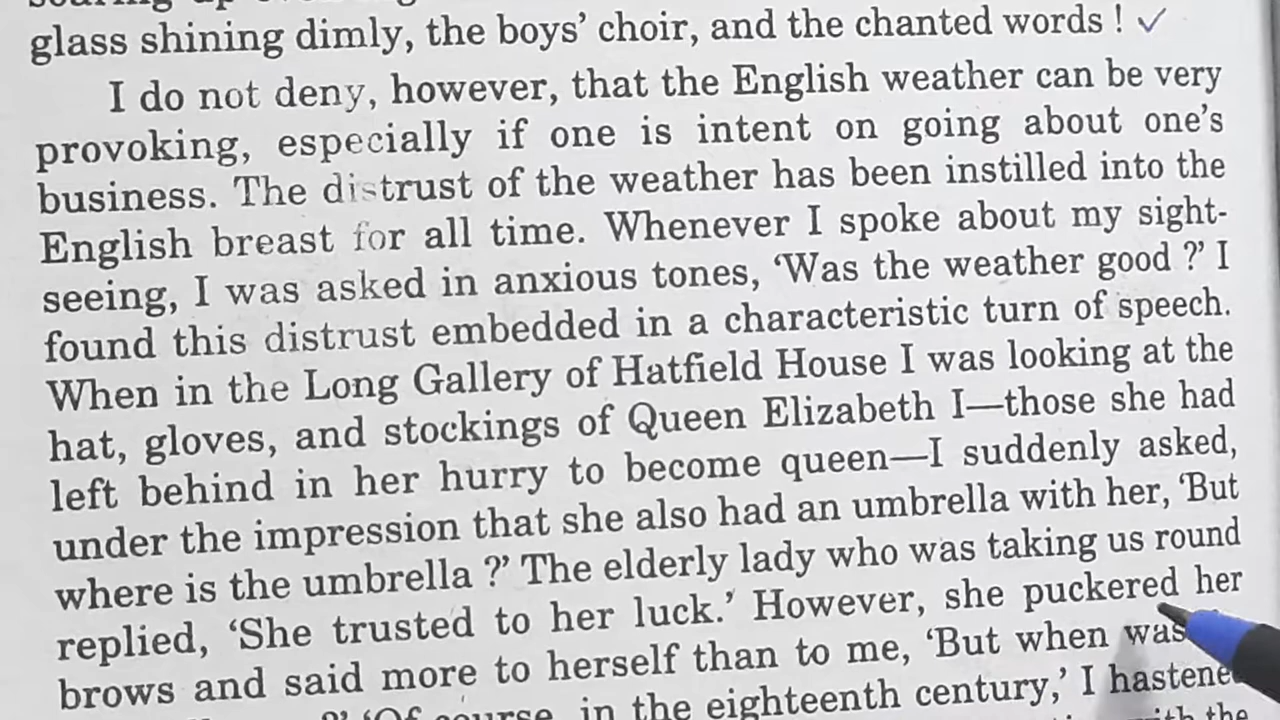 glass shining dimly, the boys’ choir, and the chanted words ! ✓
I do not deny, however, that the English weather can be very
provoking, especially if one is intent on going about one’s
business. The distrust of the weather has been instilled into the
English breast for all time. Whenever I spoke about my sight-
seeing, I was asked in anxious tones, ‘Was the weather good ?’ I
found this distrust embedded in a characteristic turn of speech.
When in the Long Gallery of Hatfield House I was looking at the
hat, gloves, and stockings of Queen Elizabeth I—those she had
left behind in her hurry to become queen—I suddenly asked,
under the impression that she also had an umbrella with her, ‘But
where is the umbrella ?’ The elderly lady who was taking us round
replied, ‘She trusted to her luck.’ However, she puckered her
brows and said more to herself than to me, ‘But when was
?’ ‘Of course, in the eighteenth century,’ I hastene
with the